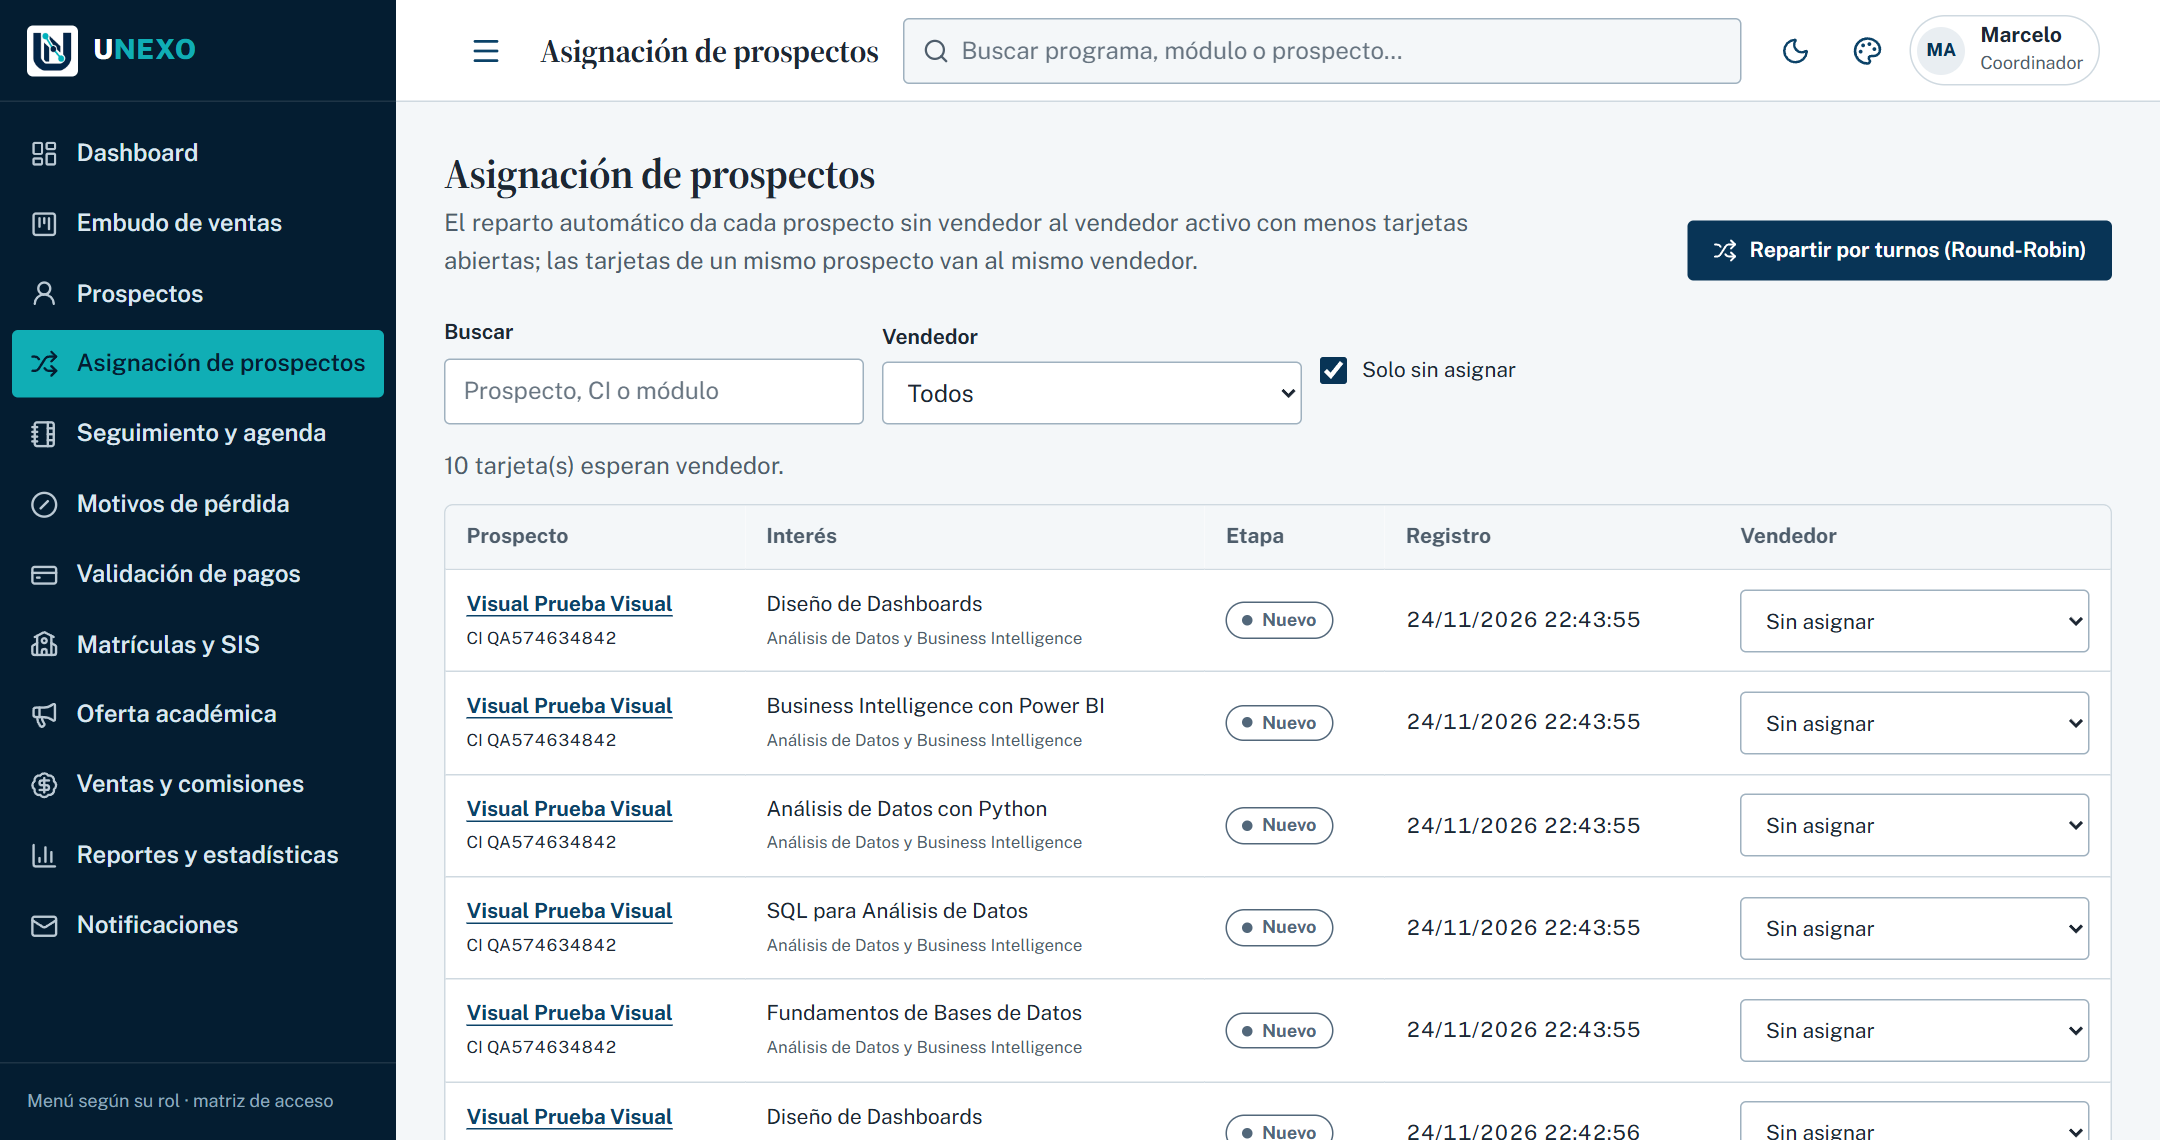 UNEXO
Asignación de prospectos
Buscar programa, módulo o prospecto...
MA
Marcelo
Coordinador
Dashboard
Embudo de ventas
Prospectos
Asignación de prospectos
Seguimiento y agenda
Motivos de pérdida
Validación de pagos
Matrículas y SIS
Oferta académica
Ventas y comisiones
Reportes y estadísticas
Notificaciones
Menú según su rol · matriz de acceso
Asignación de prospectos
El reparto automático da cada prospecto sin vendedor al vendedor activo con menos tarjetas
abiertas; las tarjetas de un mismo prospecto van al mismo vendedor.
Repartir por turnos (Round-Robin)
Buscar
Prospecto, CI o módulo
Vendedor
Todos
Solo sin asignar
10 tarjeta(s) esperan vendedor.
Prospecto Interés Etapa Registro Vendedor
Visual Prueba Visual Diseño de Dashboards Nuevo 24/11/2026 22:43:55 Sin asignar
CI QA574634842 Análisis de Datos y Business Intelligence
Visual Prueba Visual Business Intelligence con Power BI Nuevo 24/11/2026 22:43:55 Sin asignar
CI QA574634842 Análisis de Datos y Business Intelligence
Visual Prueba Visual Análisis de Datos con Python Nuevo 24/11/2026 22:43:55 Sin asignar
CI QA574634842 Análisis de Datos y Business Intelligence
Visual Prueba Visual SQL para Análisis de Datos Nuevo 24/11/2026 22:43:55 Sin asignar
CI QA574634842 Análisis de Datos y Business Intelligence
Visual Prueba Visual Fundamentos de Bases de Datos Nuevo 24/11/2026 22:43:55 Sin asignar
CI QA574634842 Análisis de Datos y Business Intelligence
Visual Prueba Visual Diseño de Dashboards Nuevo 24/11/2026 22:42:56 Sin asignar